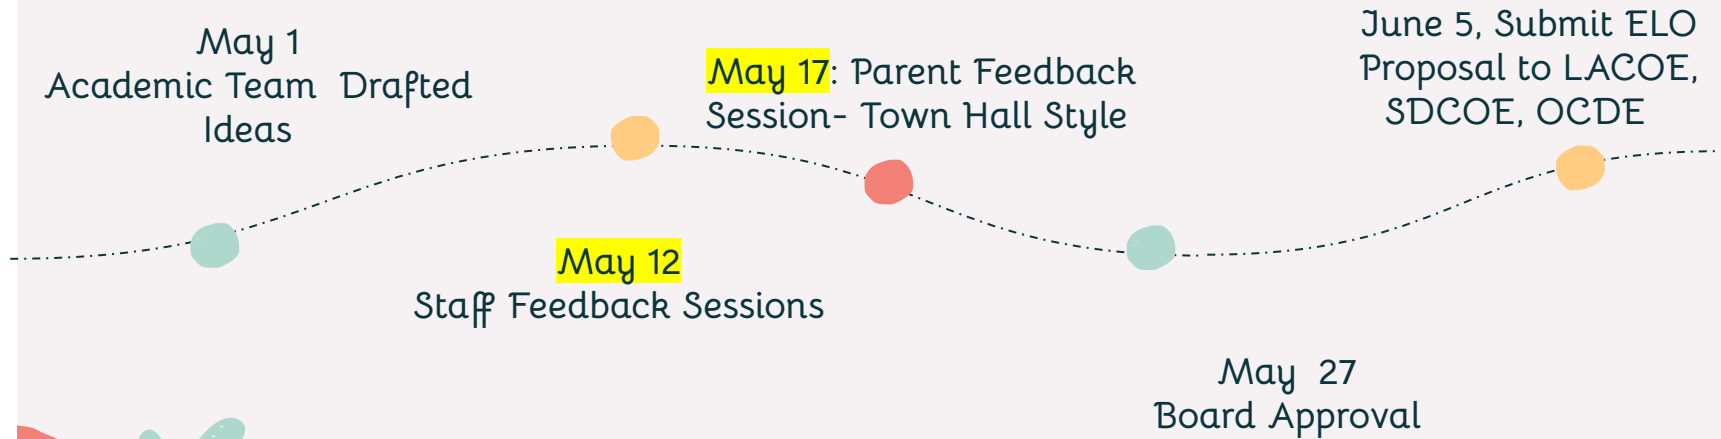 May 1
Academic Team Drafted
Ideas
May 12
Staff Feedback Sessions
May 17: Parent Feedback
Session- Town Hall Style
May 27
Board Approval
June 5, Submit ELO
Proposal to LACOE,
SDCOE, OCDE